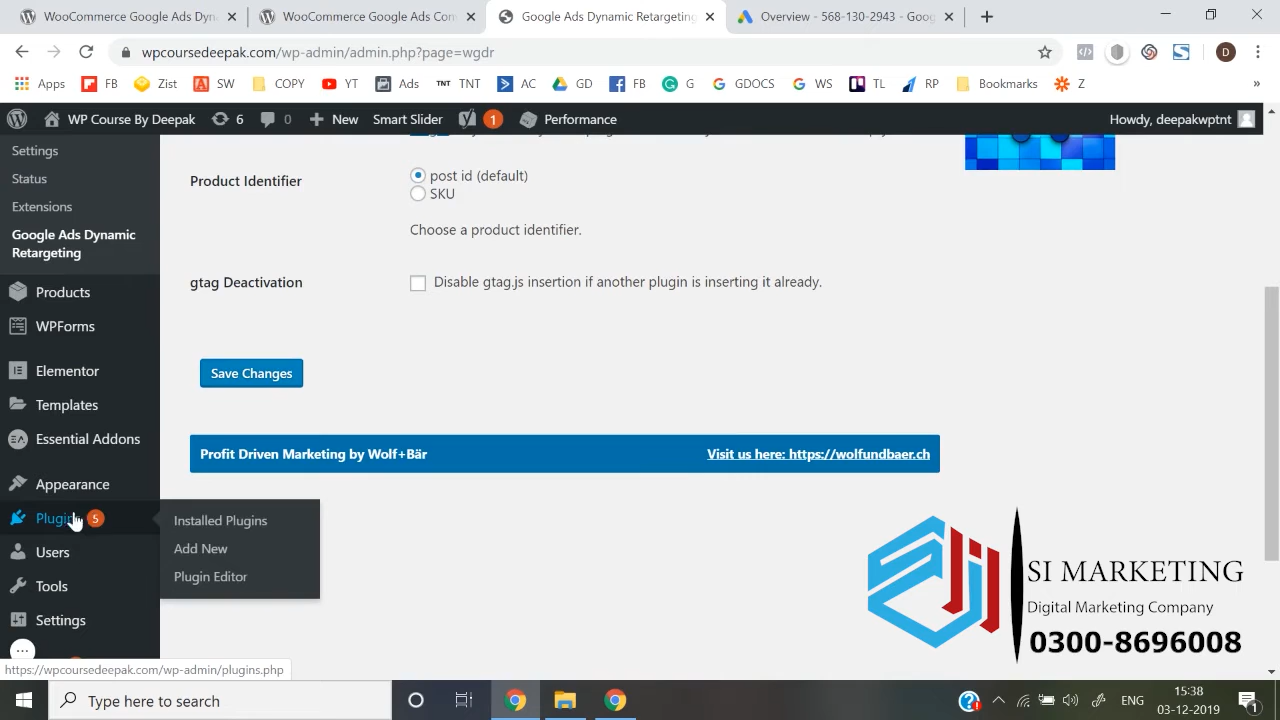 WooCommerce Google Ads Dyn
WooCommerce Google Ads Con
Google Ads Dynamic Retargeting
Overview - 568-130-2943 - Goog
wpcoursedeepak.com/wp-admin/admin.php?page=wgdr
D
Apps
FB
Zist
SW
COPY
YT
Ads
TNT
TNT
AC
GD
FB
G
GDOCS
WS
TL
RP
Bookmarks
Z
WP Course By Deepak
6
0
New
Smart Slider
1
Performance
Howdy, deepakwptnt
Settings
Status
Extensions
Google Ads Dynamic
Retargeting
Products
WPForms
Elementor
Templates
Essential Addons
Appearance
Plugins 5
Users
Tools
Settings
Installed Plugins
Add New
Plugin Editor
Product Identifier
post id (default)
SKU
Choose a product identifier.
gtag Deactivation
Disable gtag.js insertion if another plugin is inserting it already.
Save Changes
Profit Driven Marketing by Wolf+Bär
Visit us here: https://wolfundbaer.ch
SI MARKETING
Digital Marketing Company
0300-8696008
https://wpcoursedeepak.com/wp-admin/plugins.php
Type here to search
ENG
15:38
03-12-2019
1